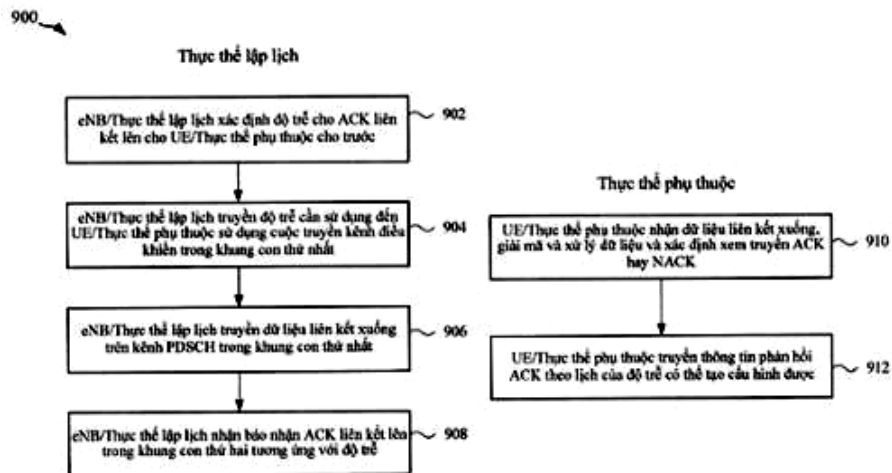 900
Thực thể lập lịch
eNB/Thực thể lập lịch xác định độ trễ cho ACK liên
kết lên cho UE/Thực thể phụ thuộc cho trước
902
eNB/Thực thể lập lịch truyền độ trễ cần sử dụng đến
UE/Thực thể phụ thuộc sử dụng cuộc truyền kênh điều
khiển trong khung con thứ nhất
904
eNB/Thực thể lập lịch truyền dữ liệu liên kết xuống
trên kênh PDSCH trong khung con thứ nhất
906
eNB/Thực thể lập lịch nhận báo nhận ACK liên kết lên
trong khung con thứ hai tương ứng với độ trễ
908
Thực thể phụ thuộc
UE/Thực thể phụ thuộc nhận dữ liệu liên kết xuống,
giải mã và xử lý dữ liệu và xác định xem truyền ACK
hay NACK
910
UE/Thực thể phụ thuộc truyền thông tin phản hồi
ACK theo lịch của độ trễ có thể tạo cấu hình được
912